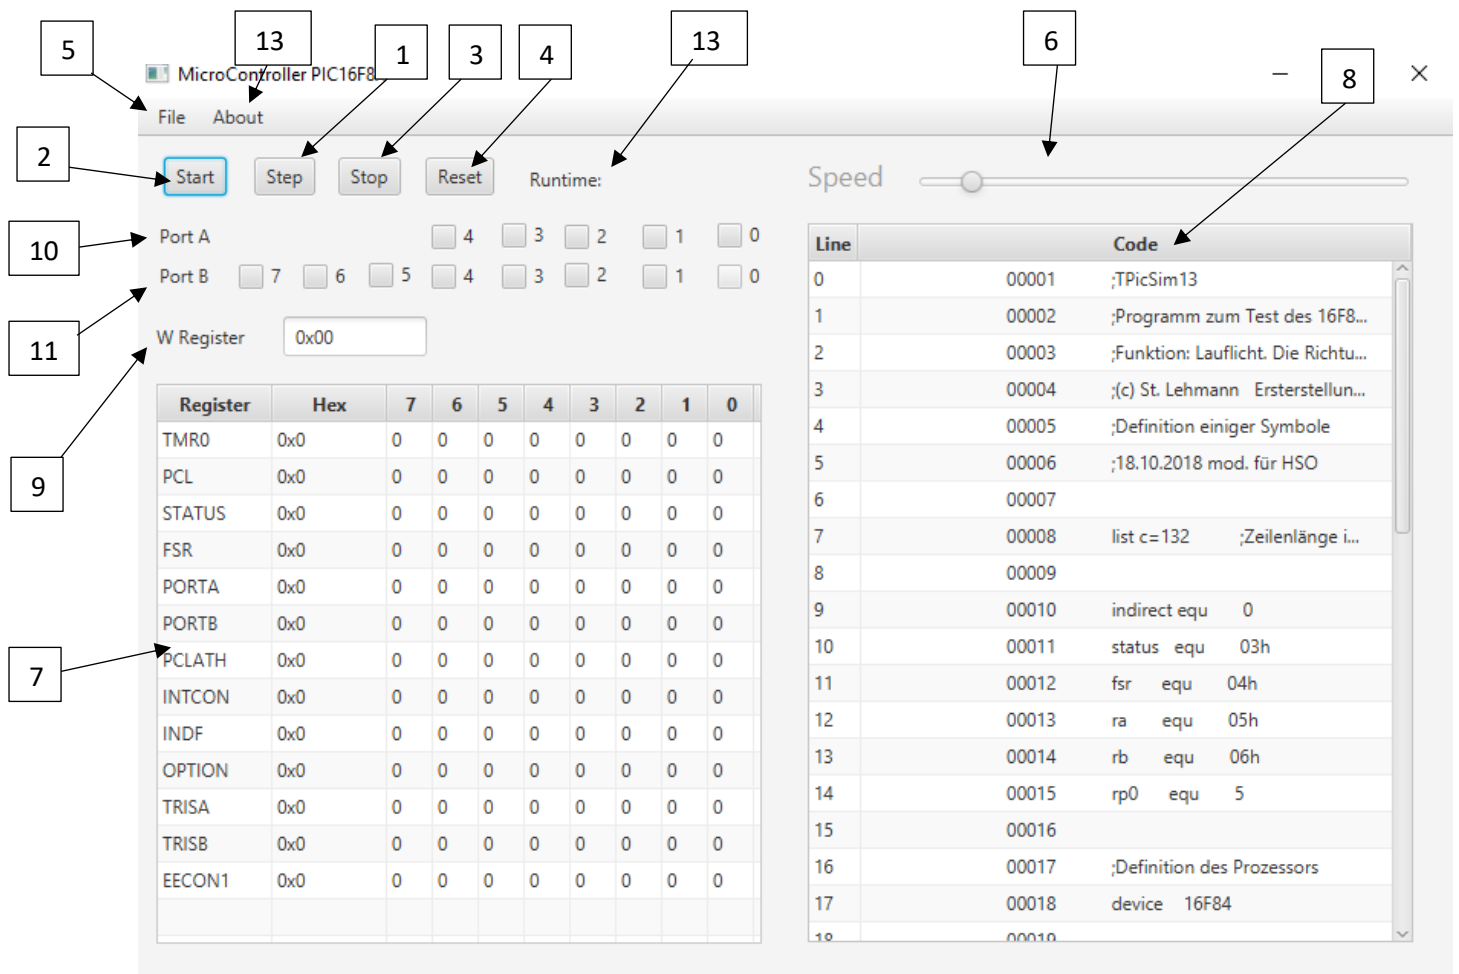 5 13 1 3 4 13 6
MicroController PIC16F8
8
File About
2
Start Step Stop Reset Runtime: Speed
10
Port A 4 3 2 1 0
Port B 7 6 5 4 3 2 1 0
11
W Register 0x00
9
7
Register Hex 7 6 5 4 3 2 1 0
TMR0 0x0 0 0 0 0 0 0 0 0
PCL 0x0 0 0 0 0 0 0 0 0
STATUS 0x0 0 0 0 0 0 0 0 0
FSR 0x0 0 0 0 0 0 0 0 0
PORTA 0x0 0 0 0 0 0 0 0 0
PORTB 0x0 0 0 0 0 0 0 0 0
PCLATH 0x0 0 0 0 0 0 0 0 0
INTCON 0x0 0 0 0 0 0 0 0 0
INDF 0x0 0 0 0 0 0 0 0 0
OPTION 0x0 0 0 0 0 0 0 0 0
TRISA 0x0 0 0 0 0 0 0 0 0
TRISB 0x0 0 0 0 0 0 0 0 0
EECON1 0x0 0 0 0 0 0 0 0 0
Line Code
0 00001 ;TPicSim13
1 00002 ;Programm zum Test des 16F8...
2 00003 ;Funktion: Lauflicht. Die Richtu...
3 00004 ;(c) St. Lehmann Ersterstellun...
4 00005 ;Definition einiger Symbole
5 00006 ;18.10.2018 mod. für HSO
6 00007
7 00008 list c=132 ;Zeilenlänge i...
8 00009
9 00010 indirect equ 0
10 00011 status equ 03h
11 00012 fsr equ 04h
12 00013 ra equ 05h
13 00014 rb equ 06h
14 00015 rp0 equ 5
15 00016
16 00017 ;Definition des Prozessors
17 00018 device 16F84
18 00019